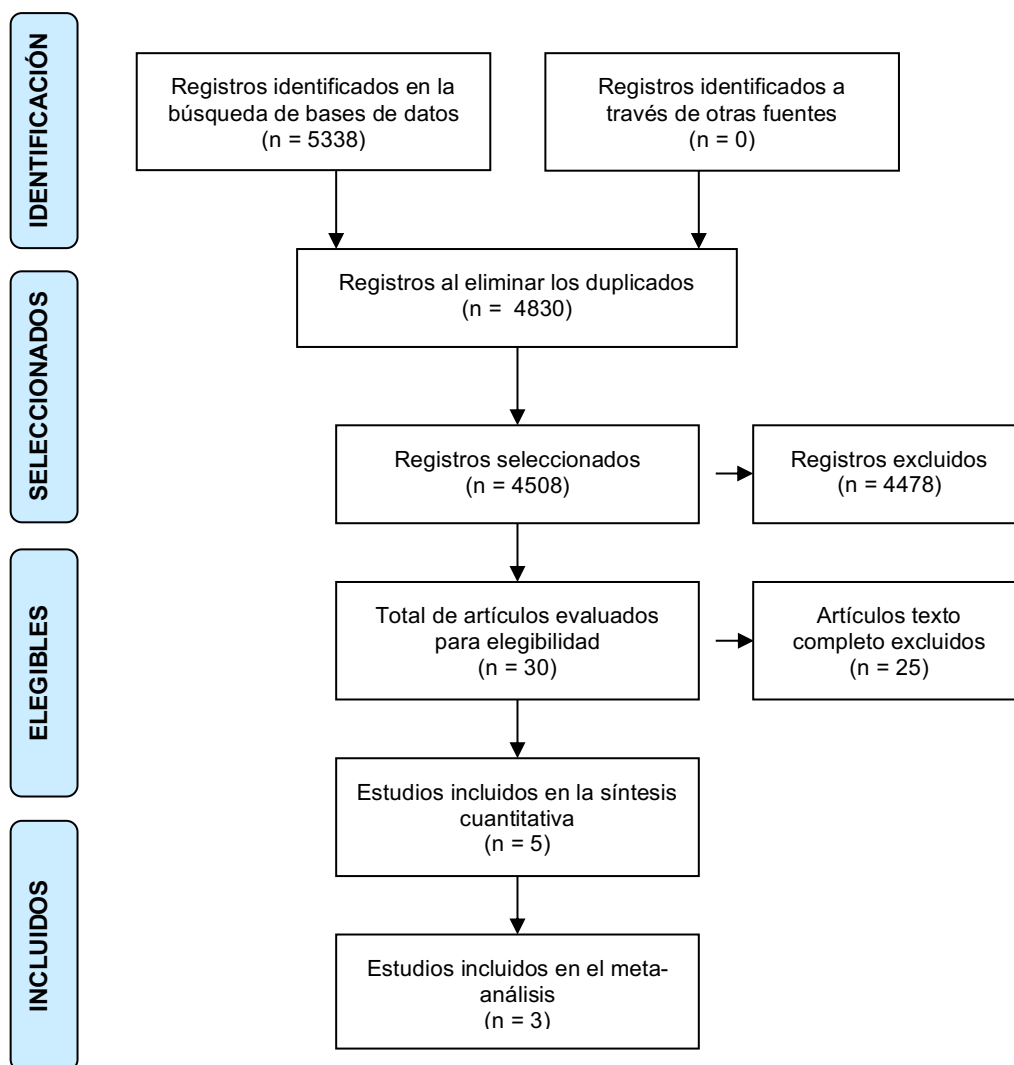 IDENTIFICACIÓN
Registros identificados en la
búsqueda de bases de datos
(n = 5338)
Registros identificados a
través de otras fuentes
(n = 0)
SELECCIONADOS
Registros al eliminar los duplicados
(n =  4830)
Registros seleccionados
(n = 4508)
Registros excluidos
(n = 4478)
ELEGIBLES
Total de artículos evaluados
para elegibilidad
(n = 30)
Artículos texto
completo excluidos
(n = 25)
Estudios incluidos en la síntesis
cuantitativa
(n = 5)
INCLUIDOS
Estudios incluidos en el meta-
análisis
(n = 3)